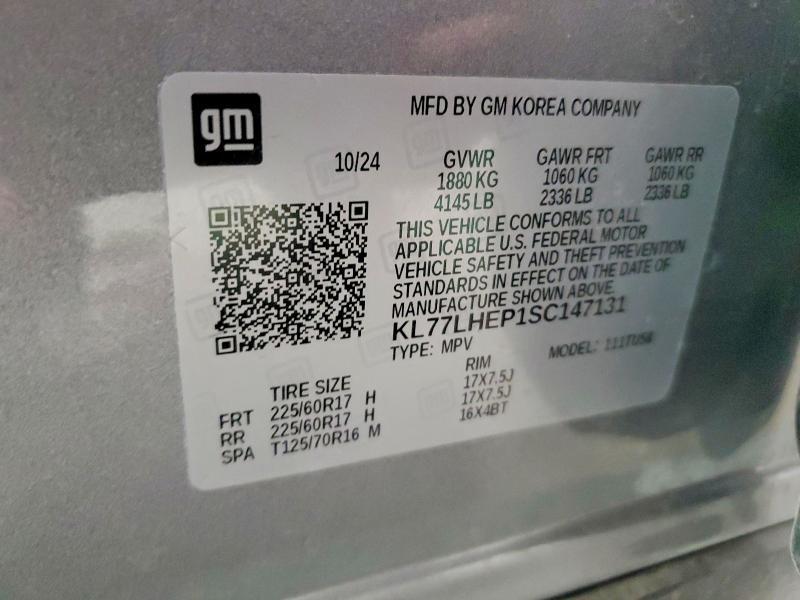 gm
MFD BY GM KOREA COMPANY
10/24
GVWR GAWR FRT GAWR RR
1880 KG 1060 KG 1060 KG
4145 LB 2336 LB 2336 LB
THIS VEHICLE CONFORMS TO ALL
APPLICABLE U.S. FEDERAL MOTOR
VEHICLE SAFETY AND THEFT PREVENTION
STANDARDS IN EFFECT ON THE DATE OF
MANUFACTURE SHOWN ABOVE.
KL77LHEP1SC147131
TYPE: MPV MODEL:
TIRE SIZE RIM
FRT 225/60R17 H 17X7.5J
RR 225/60R17 H 17X7.5J
SPA T125/70R16 M 16X4BT